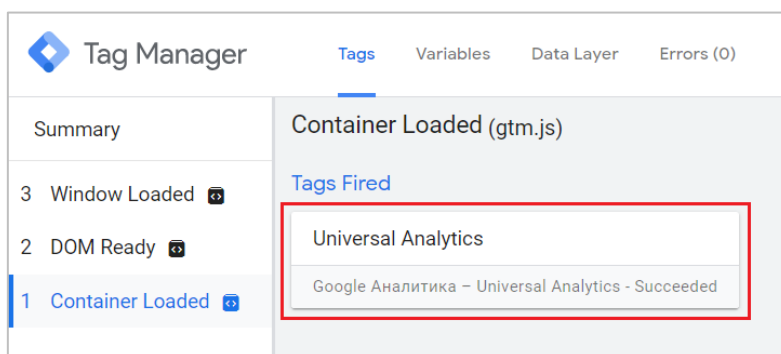 Tag Manager
Tags Variables Data Layer Errors (0)
Summary
3 Window Loaded
2 DOM Ready
1 Container Loaded
Container Loaded (gtm.js)
Tags Fired
Universal Analytics
Google Аналитика – Universal Analytics - Succeeded